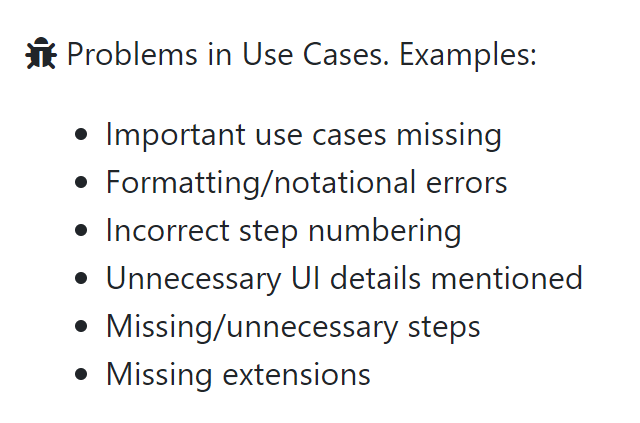 Problems in Use Cases. Examples:
• Important use cases missing
• Formatting/notational errors
• Incorrect step numbering
• Unnecessary UI details mentioned
• Missing/unnecessary steps
• Missing extensions